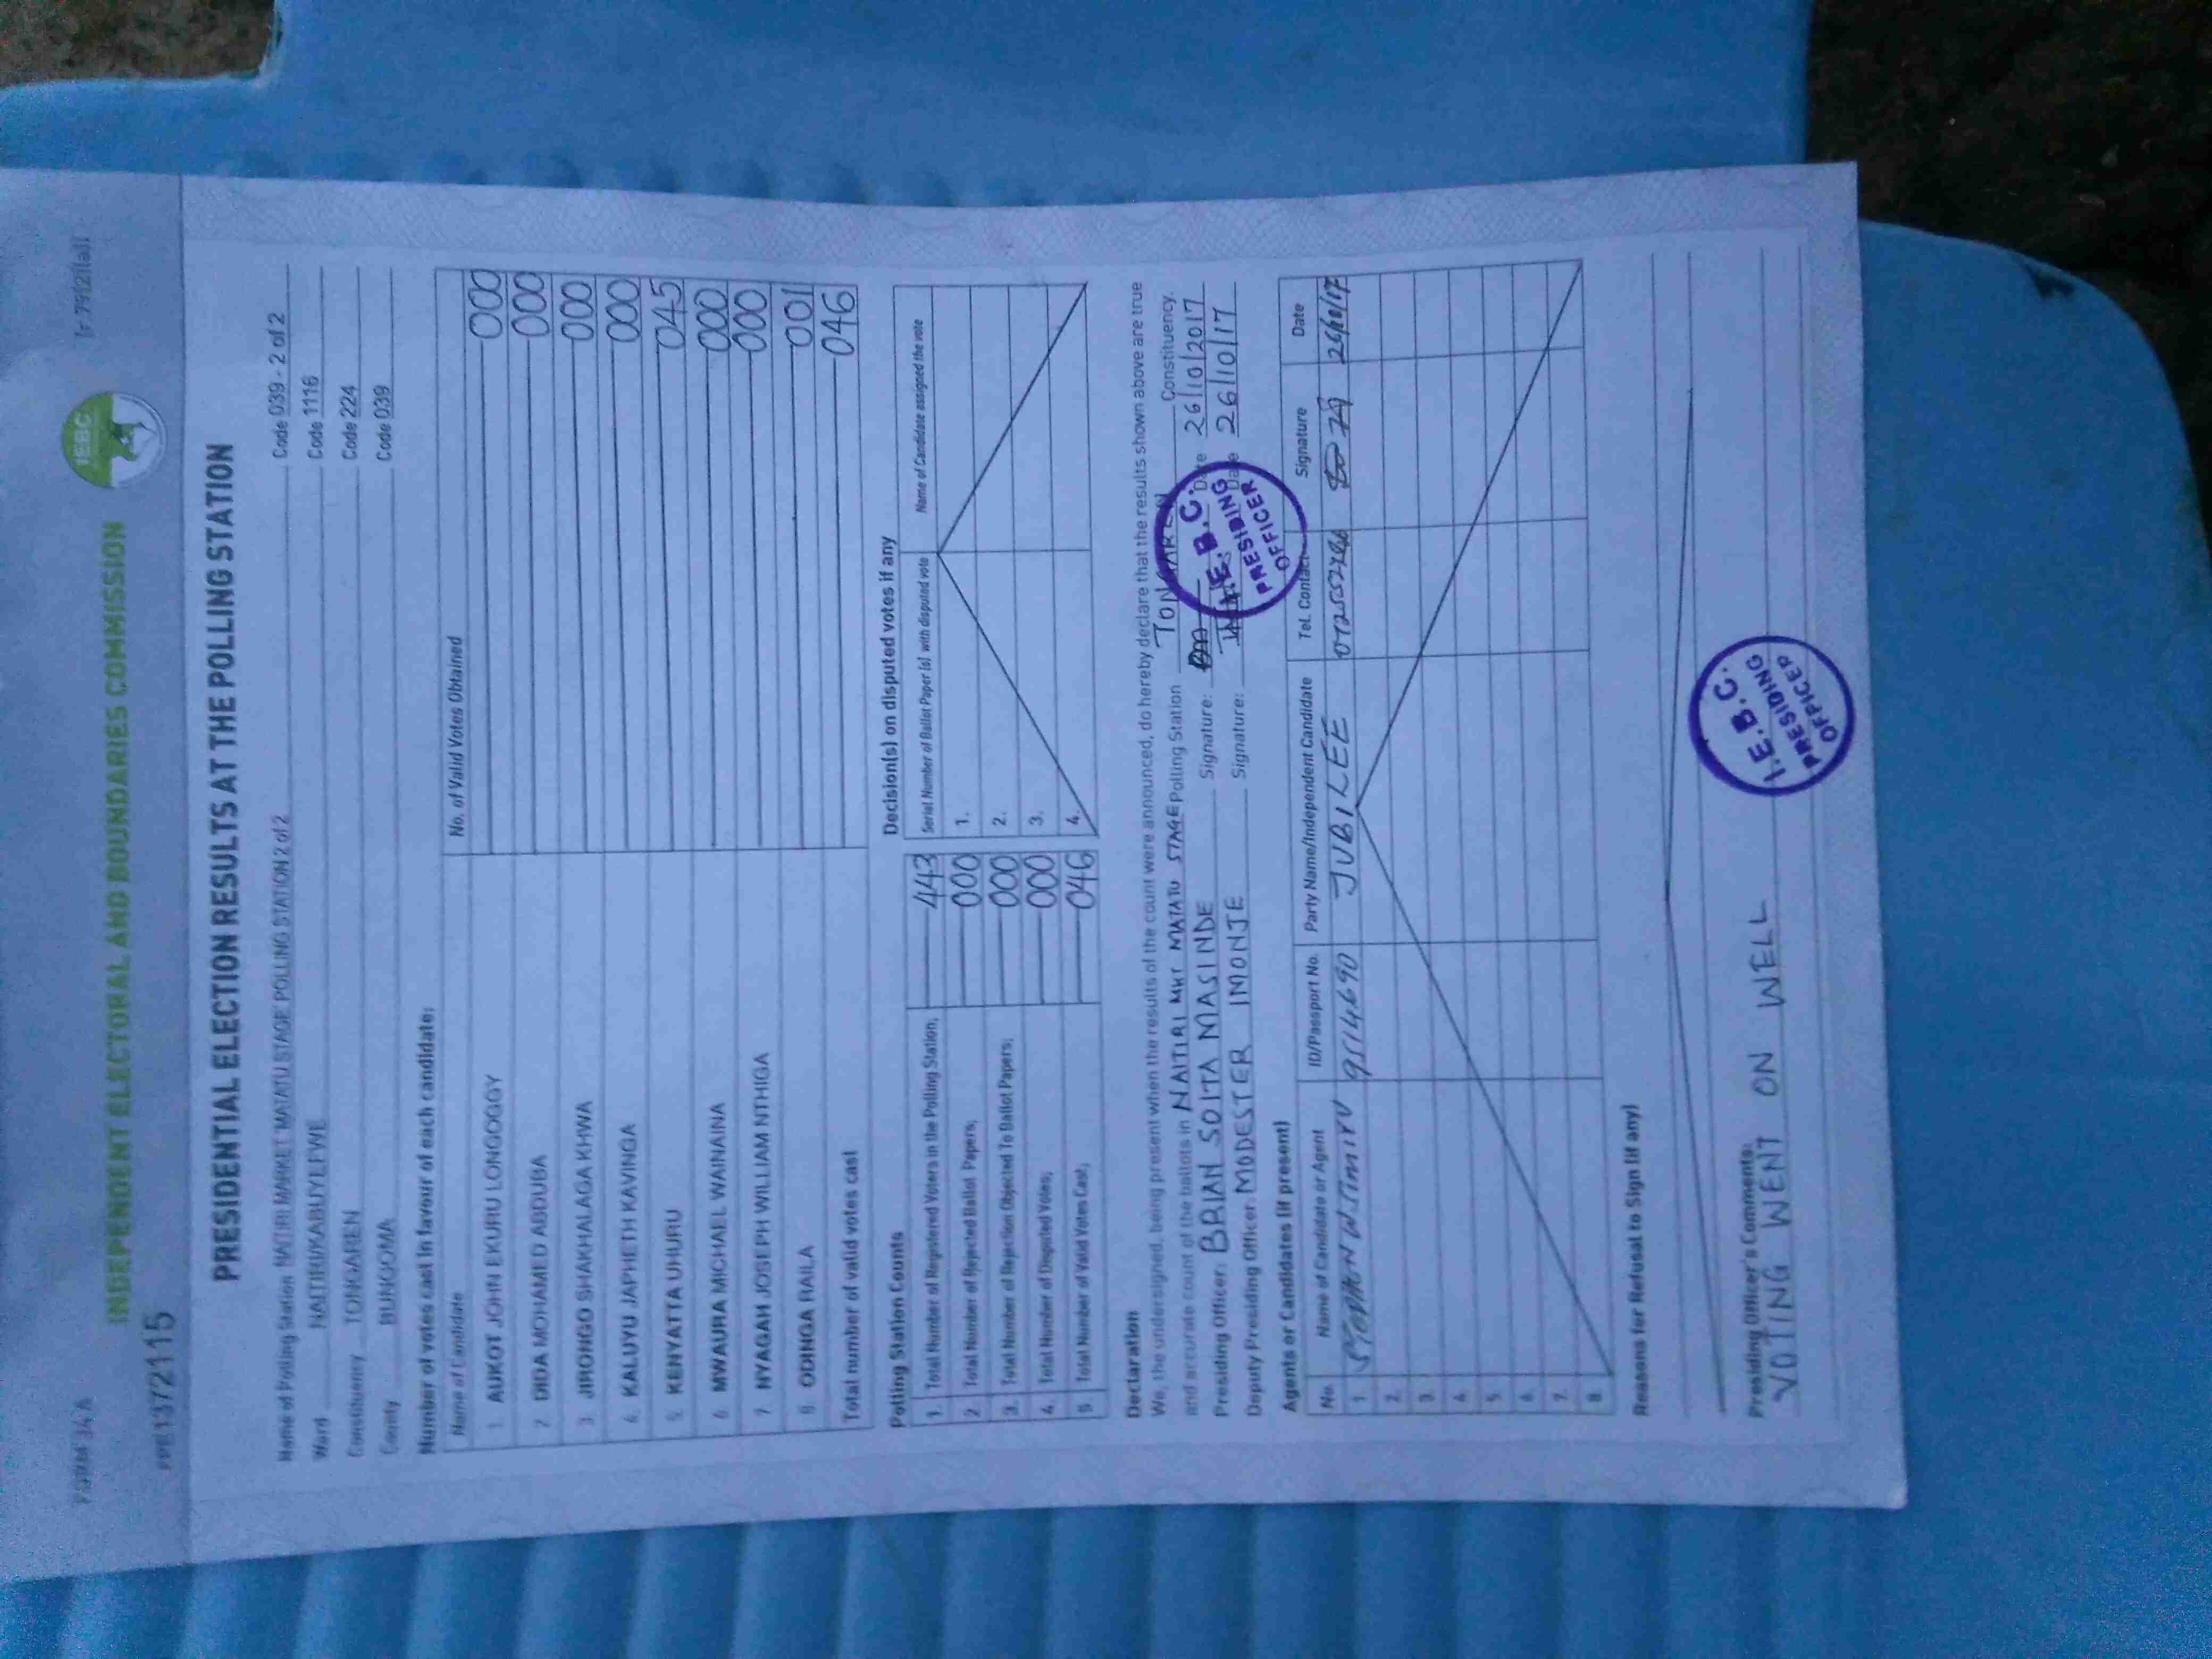 FORM 34A
[r 79(2)(a)]
INDEPENDENT ELECTORAL AND BOUNDARIES COMMISSION
IEBC
PRE1372115
PRESIDENTIAL ELECTION RESULTS AT THE POLLING STATION
Name of Polling Station NAITIRI MARKET MATATU STAGE POLLING STATION 2 of 2 Code 039 - 2 of 2
Ward NAITIRI/KABUYEFWE Code 1116
Constituency TONGAREN Code 224
County BUNGOMA Code 039
Number of votes cast in favour of each candidate:
Name of Candidate No. of Valid Votes Obtained
1. AUKOT JOHN EKURU LONGOGGY 000
2. DIDA MOHAMED ABDUBA 000
3. JIRONGO SHAKHALAGA KHWA 000
4. KALUYU JAPHETH KAVINGA 000
5. KENYATTA UHURU 045
6. MWAURA MICHAEL WAINAINA 000
7. NYAGAH JOSEPH WILLIAM NTHIGA 000
8. ODINGA RAILA 001
Total number of valid votes cast 046
Polling Station Counts
1. Total Number of Registered Voters in the Polling Station; 443
2. Total Number of Rejected Ballot Papers; 000
3. Total Number of Rejection Objected To Ballot Papers; 000
4. Total Number of Disputed Votes; 000
5. Total Number of Valid Votes Cast; 046
Decision(s) on disputed votes if any
Serial Number of Ballot Paper (s) with disputed vote Name of Candidate assigned the vote
1.
2.
3.
4.
Declaration
We, the undersigned, being present when the results of the count were announced, do hereby declare that the results shown above are true
and accurate count of the ballots in NAITIRI MKT MATATU STAGE Polling Station TONGAREN Constituency.
Presiding Officer: BRIAN SOITA MASINDE Signature: Date 26/10/2017
Deputy Presiding Officer: MODESTER IMONJE Signature: Date 26/10/17
I.E.B.C. PRESIDING OFFICER
Agents or Candidates (if present)
No. Name of Candidate or Agent ID/Passport No. Party Name/Independent Candidate Tel. Contact Signature Date
1. 9514690 JUBILEE 26/10/17
2.
3.
4.
5.
6.
7.
8.
Reasons for Refusal to Sign (if any)
Presiding Officer's Comments:
VOTING WENT ON WELL
I.E.B.C. PRESIDING OFFICER